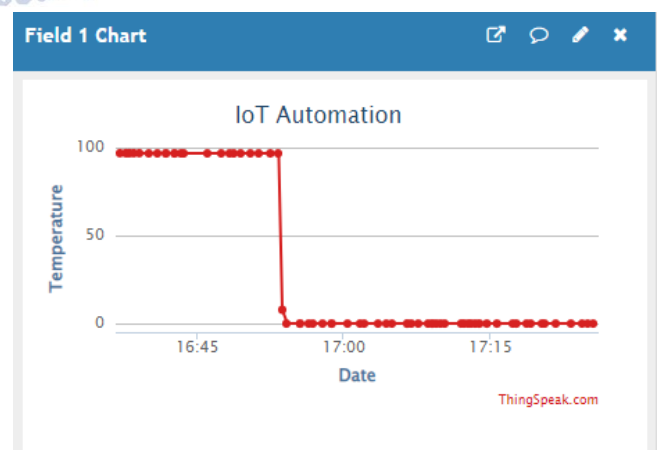 Field 1 Chart
IoT Automation
100
50
0
Temperature
16:45
17:00
17:15
Date
ThingSpeak.com